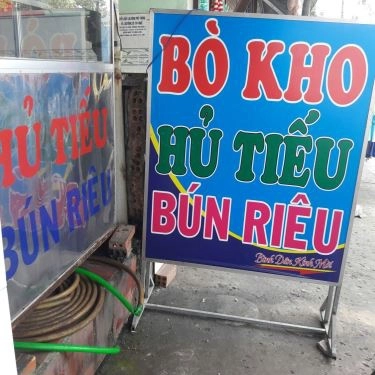 BÒ KHO
HỦ TIẾU
BÚN RIÊU
Bình Dân, Kính Mời
HỦ TIẾU
BÚN RIÊU